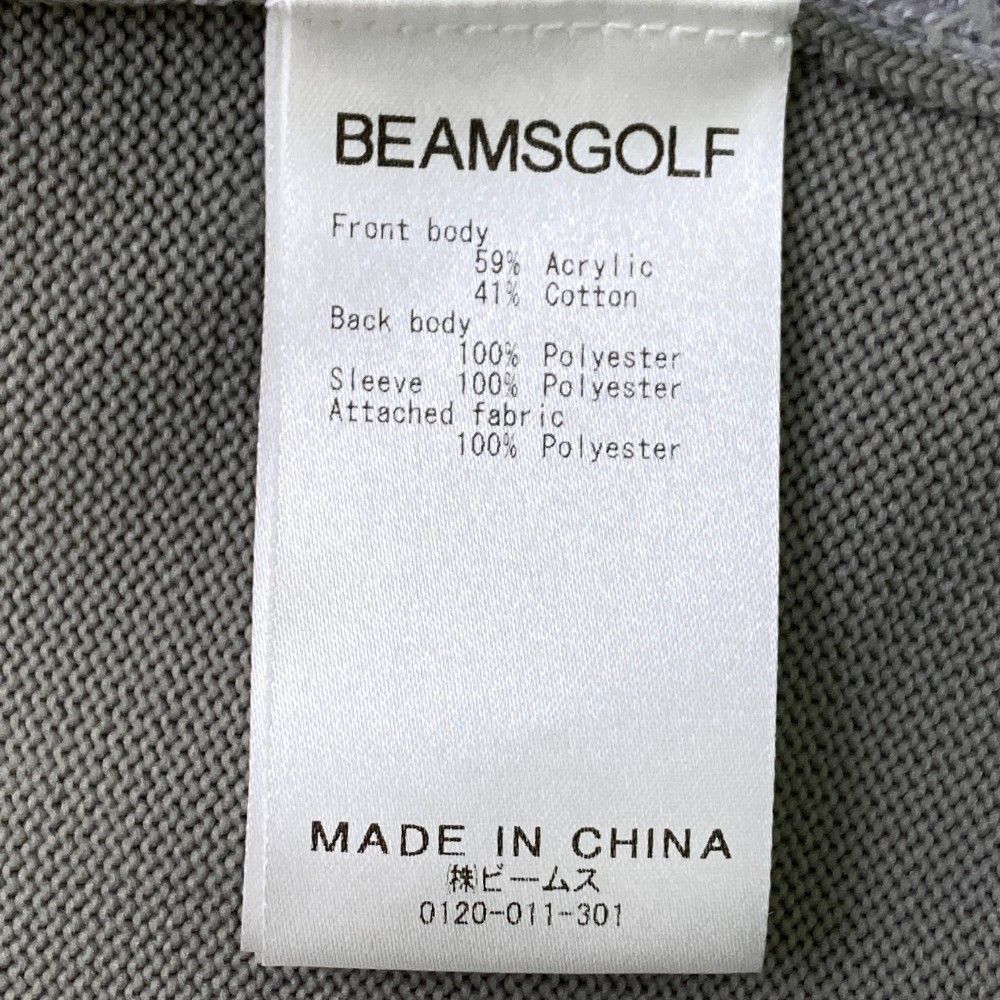 BEAMSGOLF
Front body
59% Acrylic
41% Cotton
Back body
100% Polyester
Sleeve 100% Polyester
Attached fabric
100% Polyester
MADE IN CHINA
㈱ビームス
0120-011-301